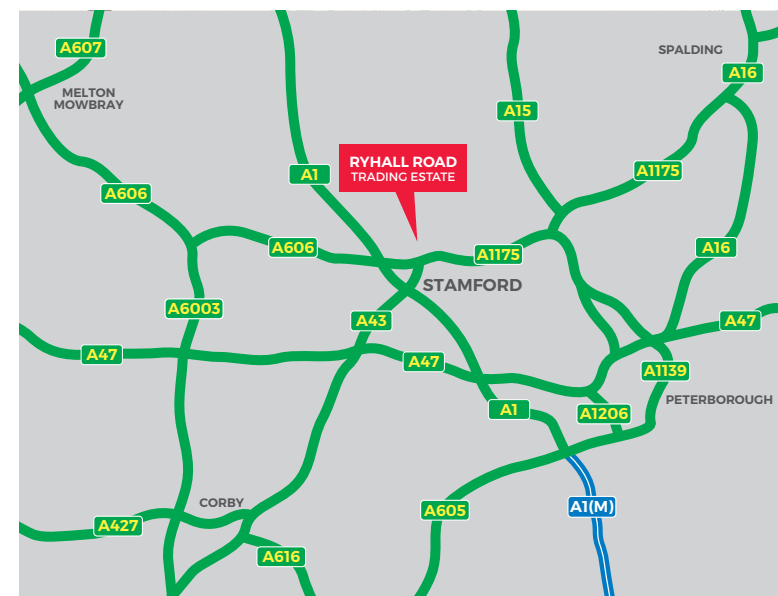 A607
SPALDING
A16
MELTON
MOWBRAY
A15
RYHALL ROAD
TRADING ESTATE
A1
A1175
A606
A606
A1175
A16
STAMFORD
A6003
A43
A47
A47
A47
A1139
PETERBOROUGH
A1
A1206
CORBY
A605
A1(M)
A427
A616